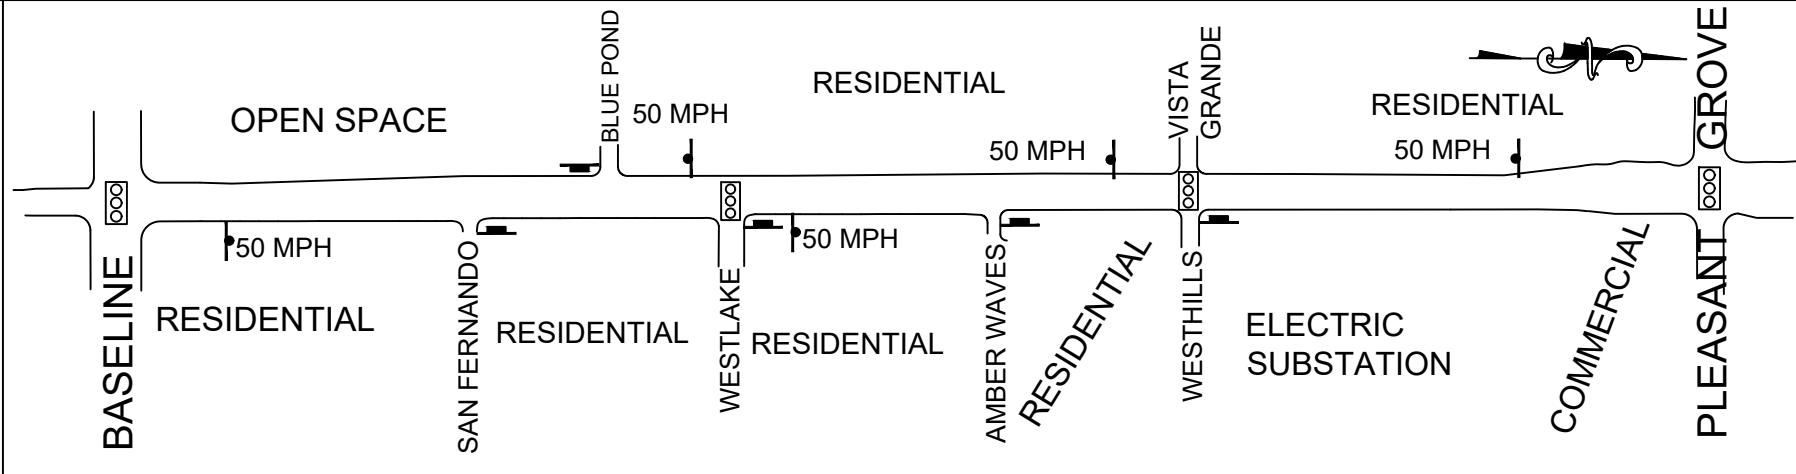 BLUE POND
VISTA
GRANDE
PLEASANT GROVE
OPEN SPACE
50 MPH
RESIDENTIAL
50 MPH
RESIDENTIAL
50 MPH
50 MPH
50 MPH
BASELINE
RESIDENTIAL
SAN FERNANDO
RESIDENTIAL
WESTLAKE
RESIDENTIAL
AMBER WAVES
RESIDENTIAL
WESTHILLS
ELECTRIC
SUBSTATION
COMMERCIAL